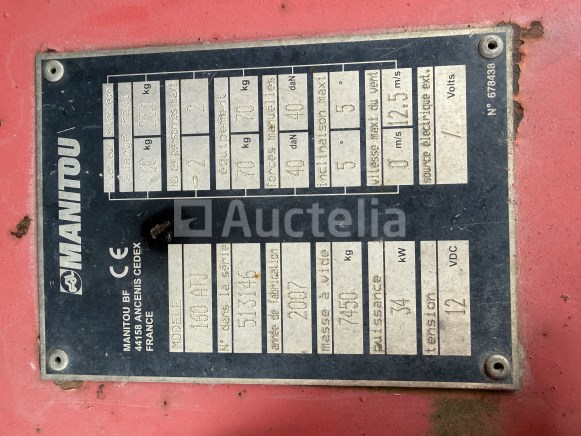 MANITOU
CE
MANITOU BF
44158 ANCENIS CEDEX
FRANCE
MODELE
160 ATJ
N° dans la série
année de fabrication
2007
masse à vide
7450 kg
puissance
34 kW
tension
12 VDC
2 2
équipement
70 kg 70 kg
forces manuelles
40 daN 40 daN
inclinaison maxi
5 ° 5 °
vitesse maxi du vent
0 m/s 12.5 m/s
source électrique ext.
/ Volts
N° 678438
Auctelia